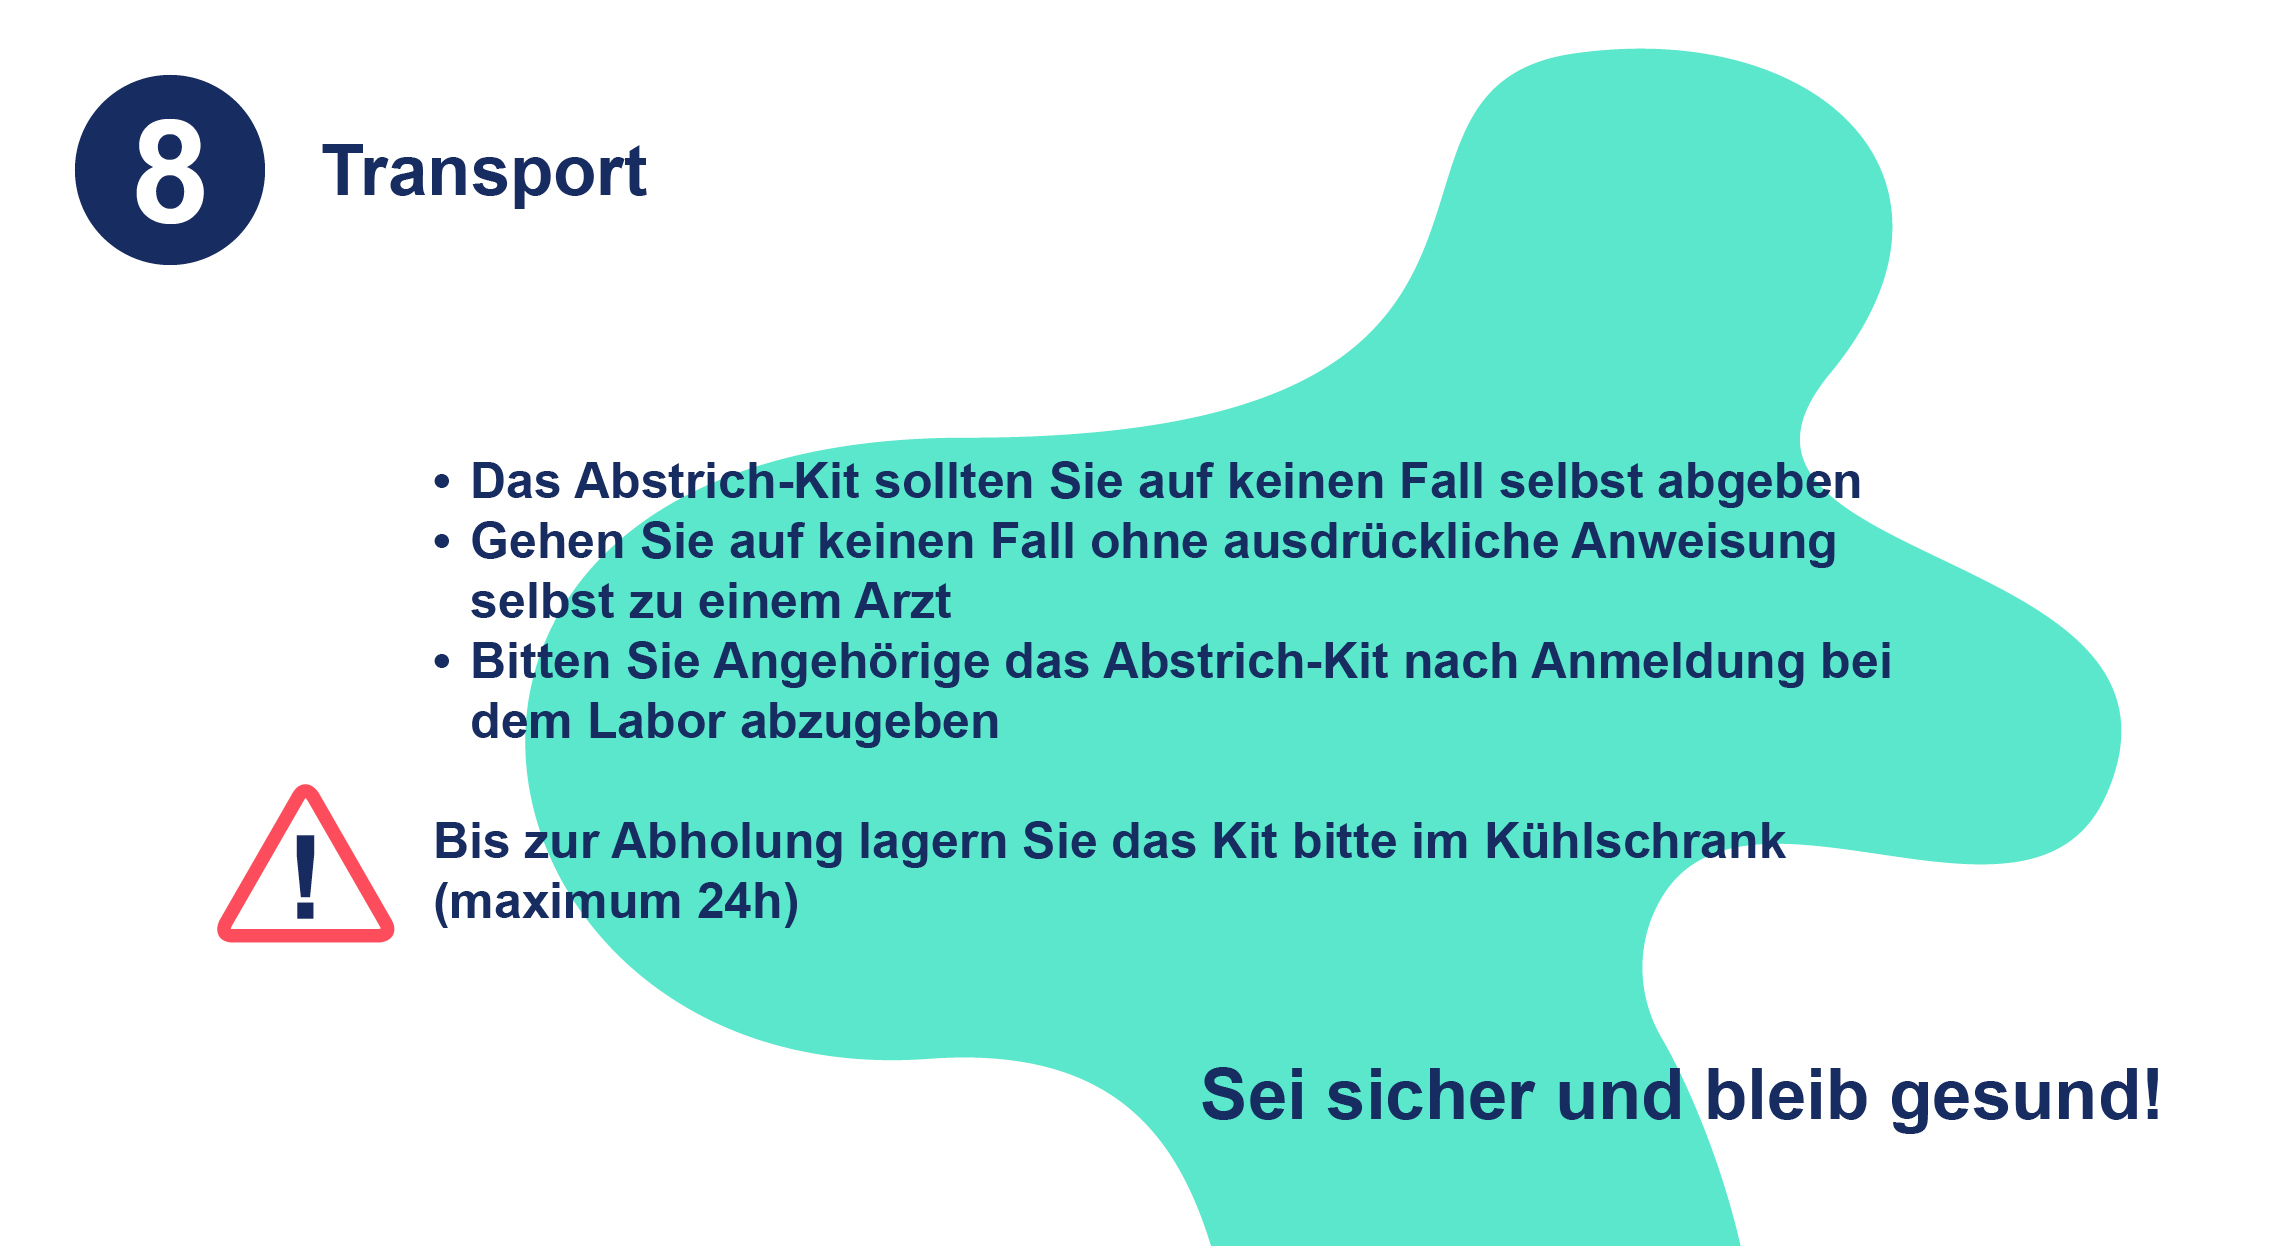 8
Transport
• Das Abstrich-Kit sollten Sie auf keinen Fall selbst abgeben
• Gehen Sie auf keinen Fall ohne ausdrückliche Anweisung
selbst zu einem Arzt
• Bitten Sie Angehörige das Abstrich-Kit nach Anmeldung bei
dem Labor abzugeben
!
Bis zur Abholung lagern Sie das Kit bitte im Kühlschrank
(maximum 24h)
Sei sicher und bleib gesund!